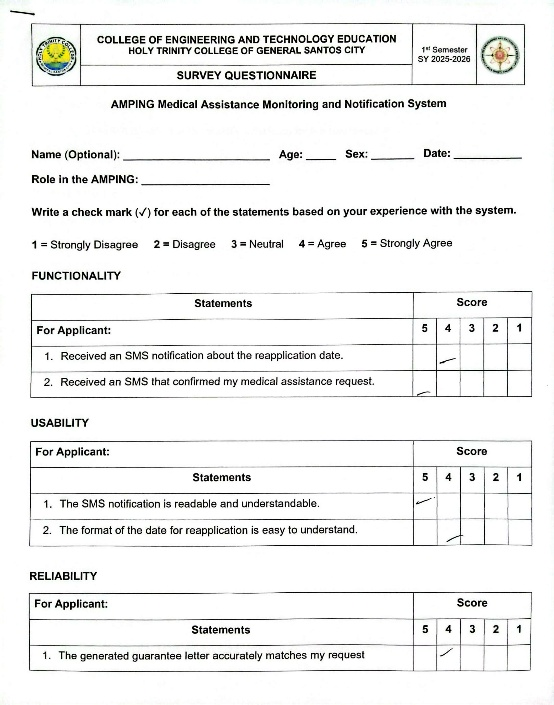 COLLEGE OF ENGINEERING AND TECHNOLOGY EDUCATION
HOLY TRINITY COLLEGE OF GENERAL SANTOS CITY
1st Semester
SY 2025-2026
SURVEY QUESTIONNAIRE
AMPING Medical Assistance Monitoring and Notification System
Name (Optional): ____ Age: ____ Sex: ____ Date: ____
Role in the AMPING: ____
Write a check mark (✓) for each of the statements based on your experience with the system.
1 = Strongly Disagree 2 = Disagree 3 = Neutral 4 = Agree 5 = Strongly Agree
FUNCTIONALITY
Statements Score
For Applicant: 5 4 3 2 1
1. Received an SMS notification about the reapplication date.
2. Received an SMS that confirmed my medical assistance request.
USABILITY
For Applicant: Score
Statements 5 4 3 2 1
1. The SMS notification is readable and understandable.
2. The format of the date for reapplication is easy to understand.
RELIABILITY
For Applicant: Score
Statements 5 4 3 2 1
1. The generated guarantee letter accurately matches my request